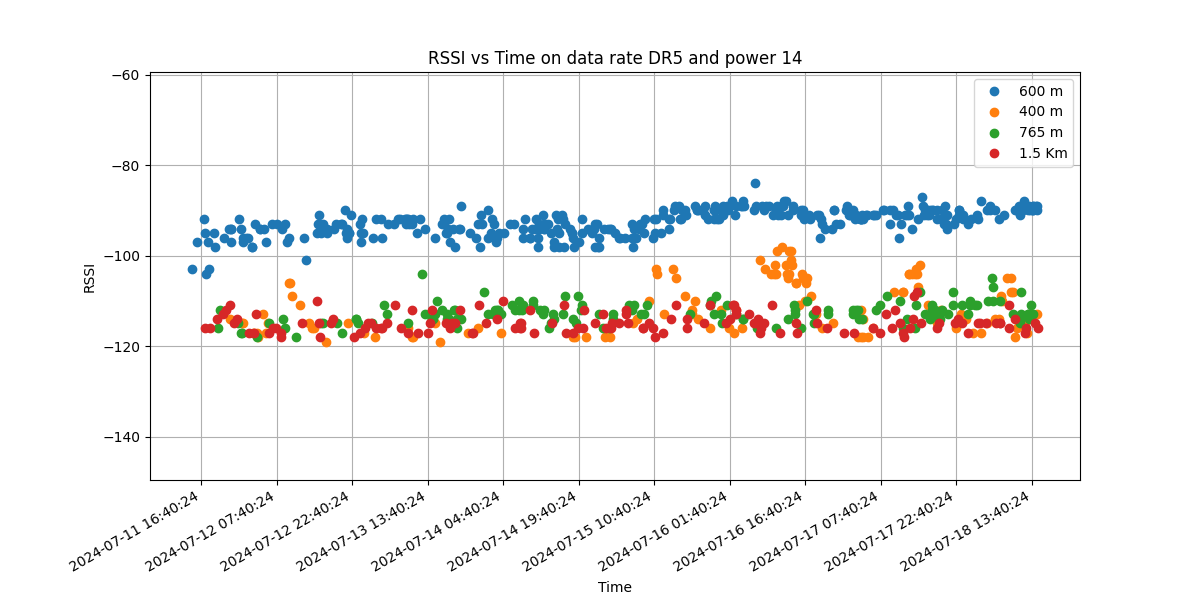 RSSI vs Time on data rate DR5 and power 14
600 m
400 m
765 m
1.5 Km
−60
−80
−100
−120
−140
RSSI
2024-07-11 16:40:24
2024-07-12 07:40:24
2024-07-12 22:40:24
2024-07-13 13:40:24
2024-07-14 04:40:24
2024-07-14 19:40:24
2024-07-15 10:40:24
2024-07-16 01:40:24
2024-07-16 16:40:24
2024-07-17 07:40:24
2024-07-17 22:40:24
2024-07-18 13:40:24
Time